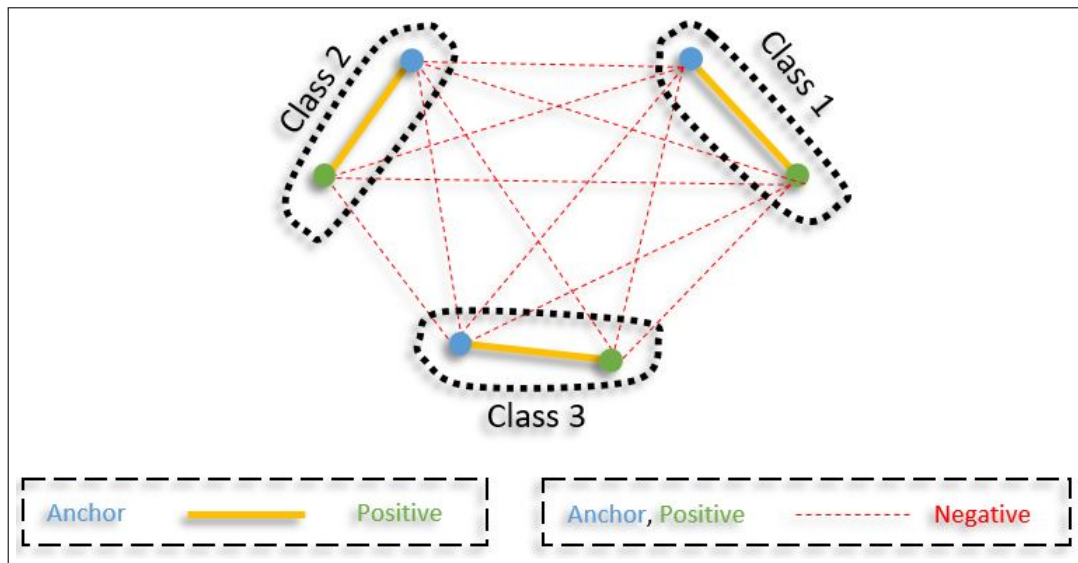 Class 2
Class 1
Class 3
Anchor Positive
Anchor, Positive Negative